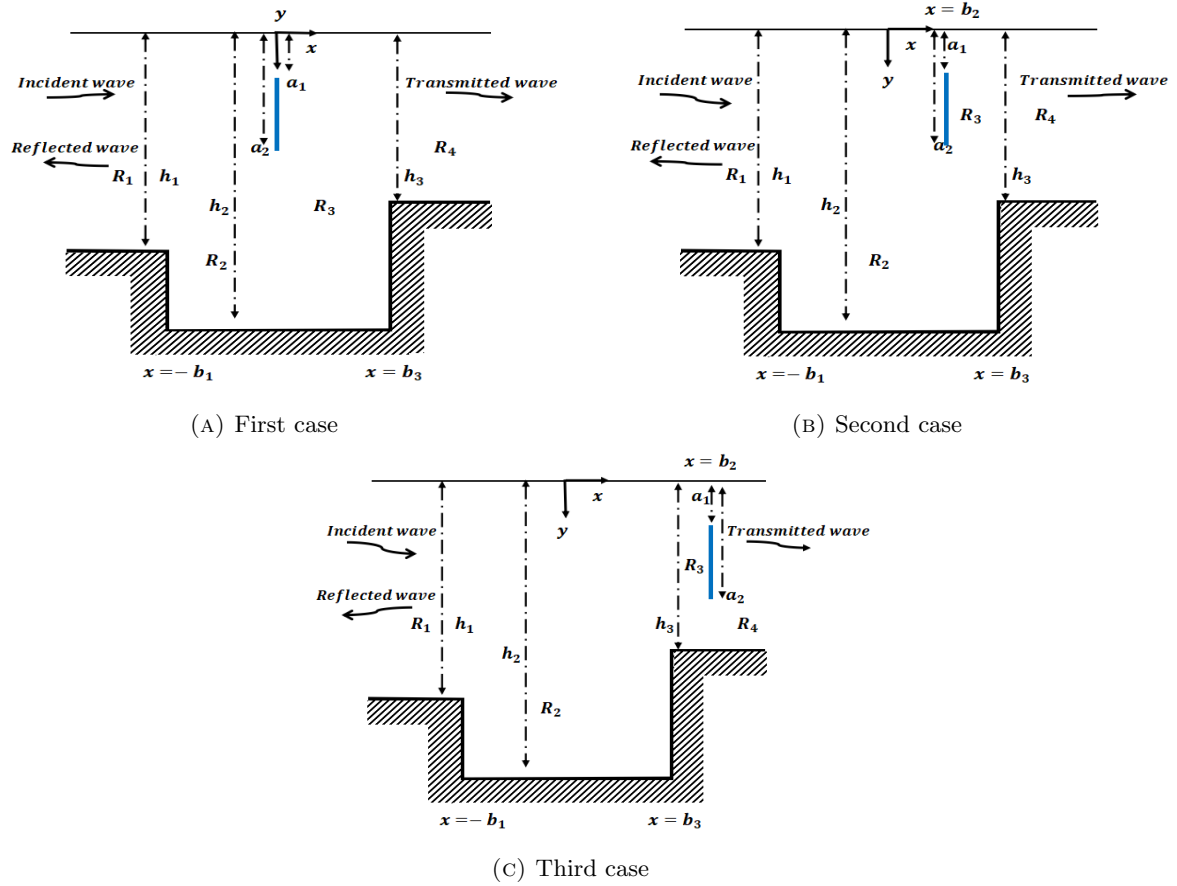 y
x
a₁
Incident wave
Transmitted wave
Reflected wave
a₂
R₄
R₁
h₁
h₃
h₂
R₃
R₂
x =− b₁
x = b₃
(A) First case
x = b₂
x
a₁
y
Incident wave
Transmitted wave
R₃
R₄
Reflected wave
a₂
R₁
h₁
h₃
h₂
R₂
x =− b₁
x = b₃
(B) Second case
x = b₂
x
a₁
y
Incident wave
Transmitted wave
R₃
Reflected wave
a₂
R₁
h₁
h₃
R₄
h₂
R₂
x =− b₁
x = b₃
(C) Third case